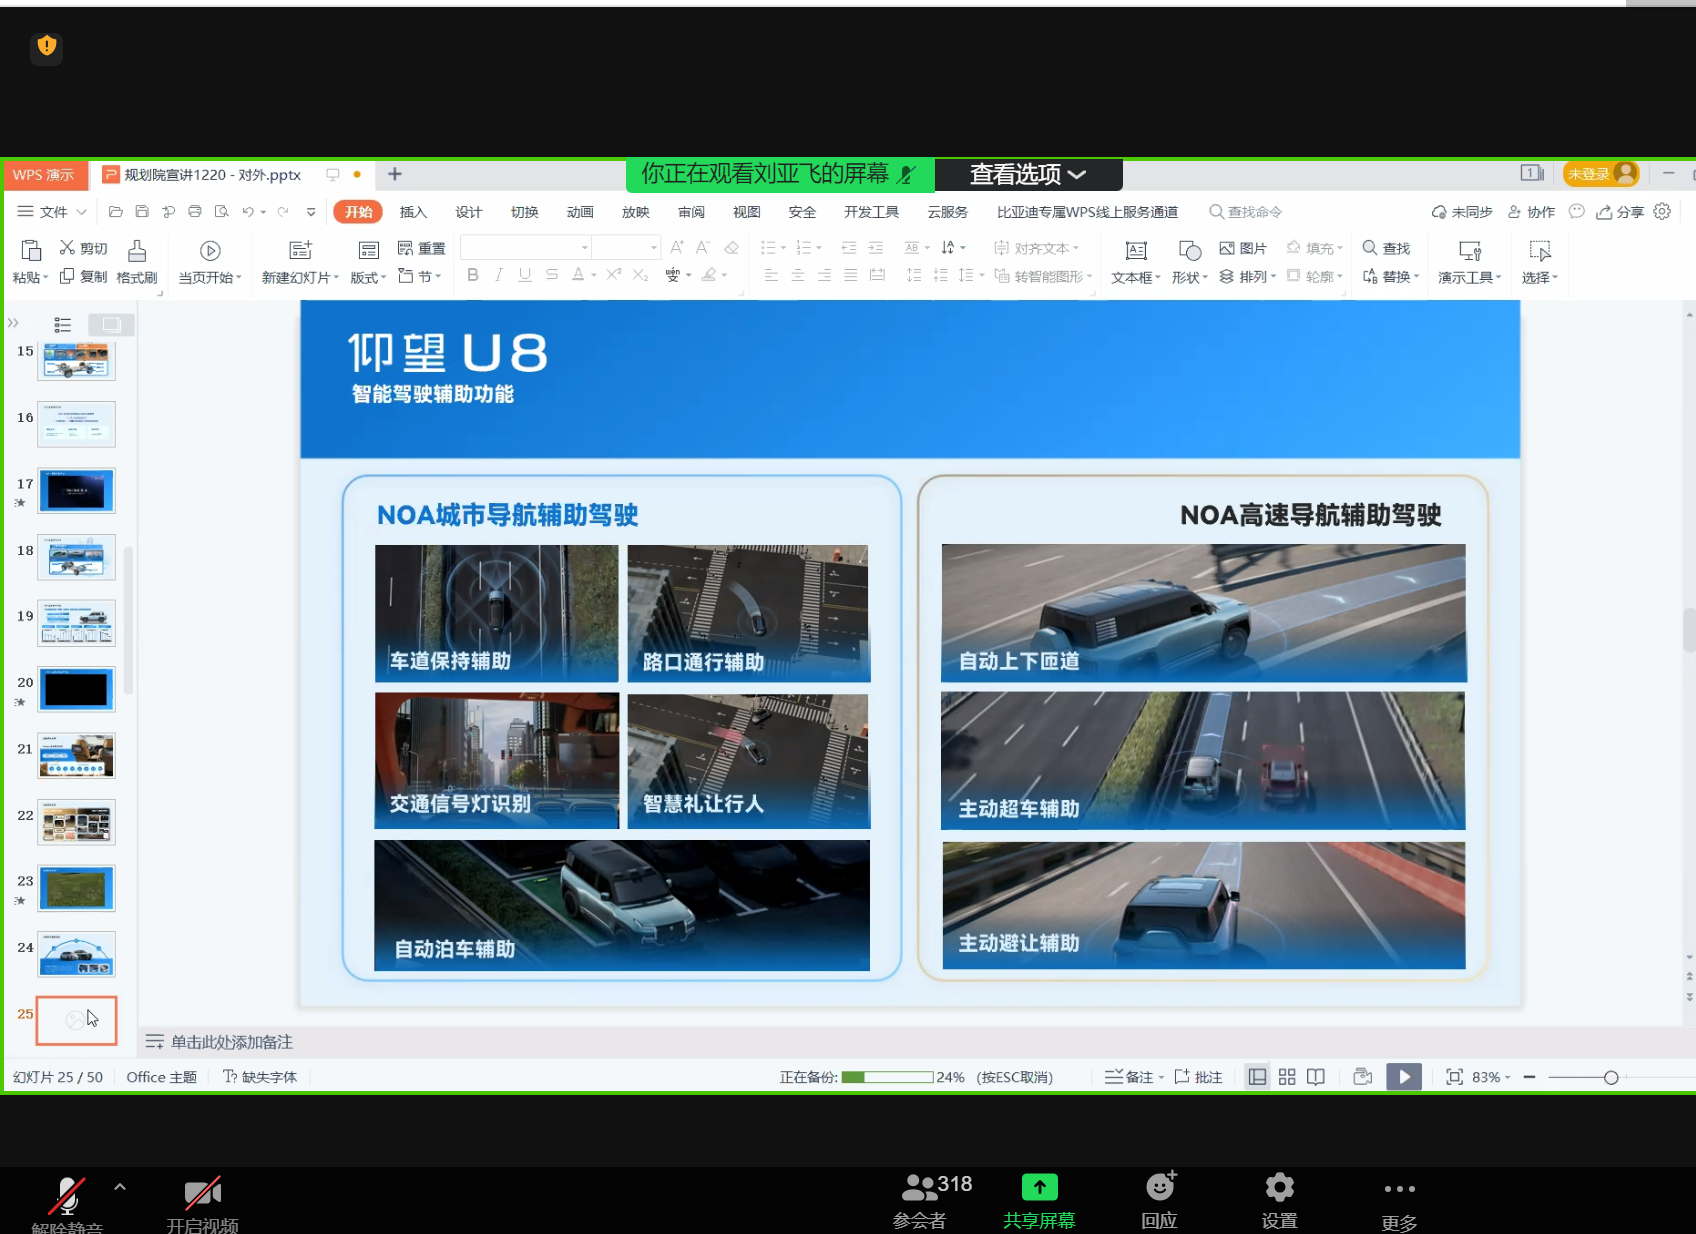 WPS 演示
规划院宣讲1220 - 对外.pptx
你正在观看刘亚飞的屏幕
查看选项
1
未登录
文件
开始
插入
设计
切换
动画
放映
审阅
视图
安全
开发工具
云服务
比亚迪专属WPS线上服务通道
查找命令
未同步
协作
分享
粘贴
剪切
复制
格式刷
当页开始
新建幻灯片
版式
重置
节
B I U S A X² X₂
对齐文本
转智能图形
文本框
形状
图片
排列
填充
轮廓
查找
替换
演示工具
选择
15
16
17
18
19
20
21
22
23
24
25
仰望 U8
智能驾驶辅助功能
NOA城市导航辅助驾驶
车道保持辅助
路口通行辅助
交通信号灯识别
智慧礼让行人
自动泊车辅助
NOA高速导航辅助驾驶
自动上下匝道
主动超车辅助
主动避让辅助
单击此处添加备注
幻灯片 25 / 50
Office 主题
缺失字体
正在备份:
24%
(按ESC取消)
备注
批注
83%
解除静音
开启视频
318
参会者
共享屏幕
回应
设置
更多